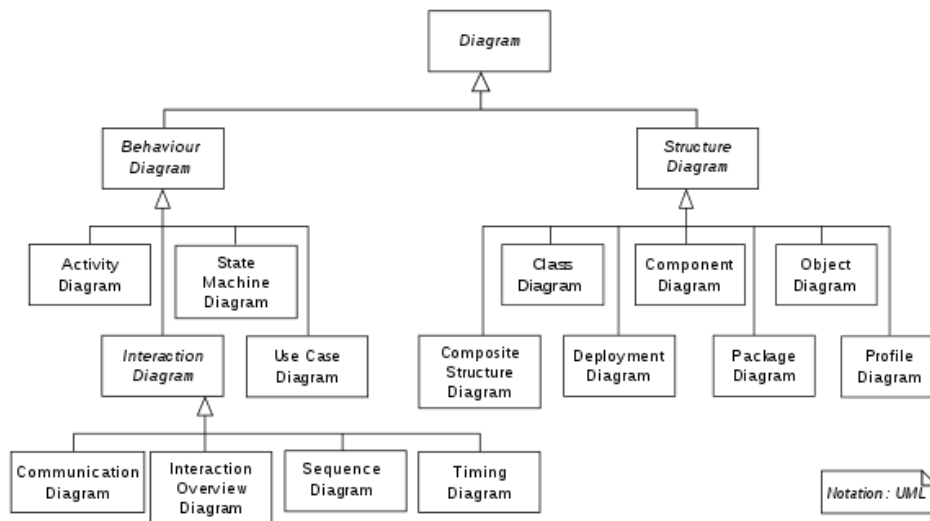 Diagram
Behaviour
Diagram
Structure
Diagram
Activity
Diagram
State
Machine
Diagram
Class
Diagram
Component
Diagram
Object
Diagram
Interaction
Diagram
Use Case
Diagram
Composite
Structure
Diagram
Deployment
Diagram
Package
Diagram
Profile
Diagram
Communication
Diagram
Interaction
Overview
Diagram
Sequence
Diagram
Timing
Diagram
Notation : UML